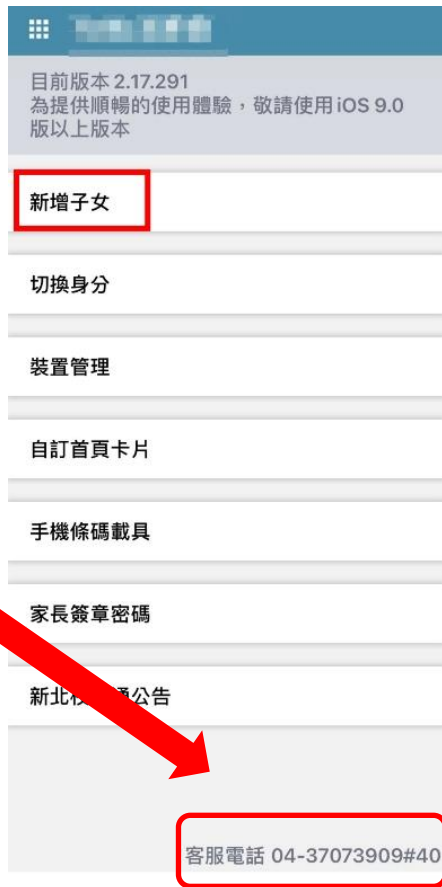 目前版本 2.17.291
為提供順暢的使用體驗，敬請使用 iOS 9.0
版以上版本
新增子女
切換身分
裝置管理
自訂首頁卡片
手機條碼載具
家長簽章密碼
新北校 通公告
客服電話 04-37073909#40